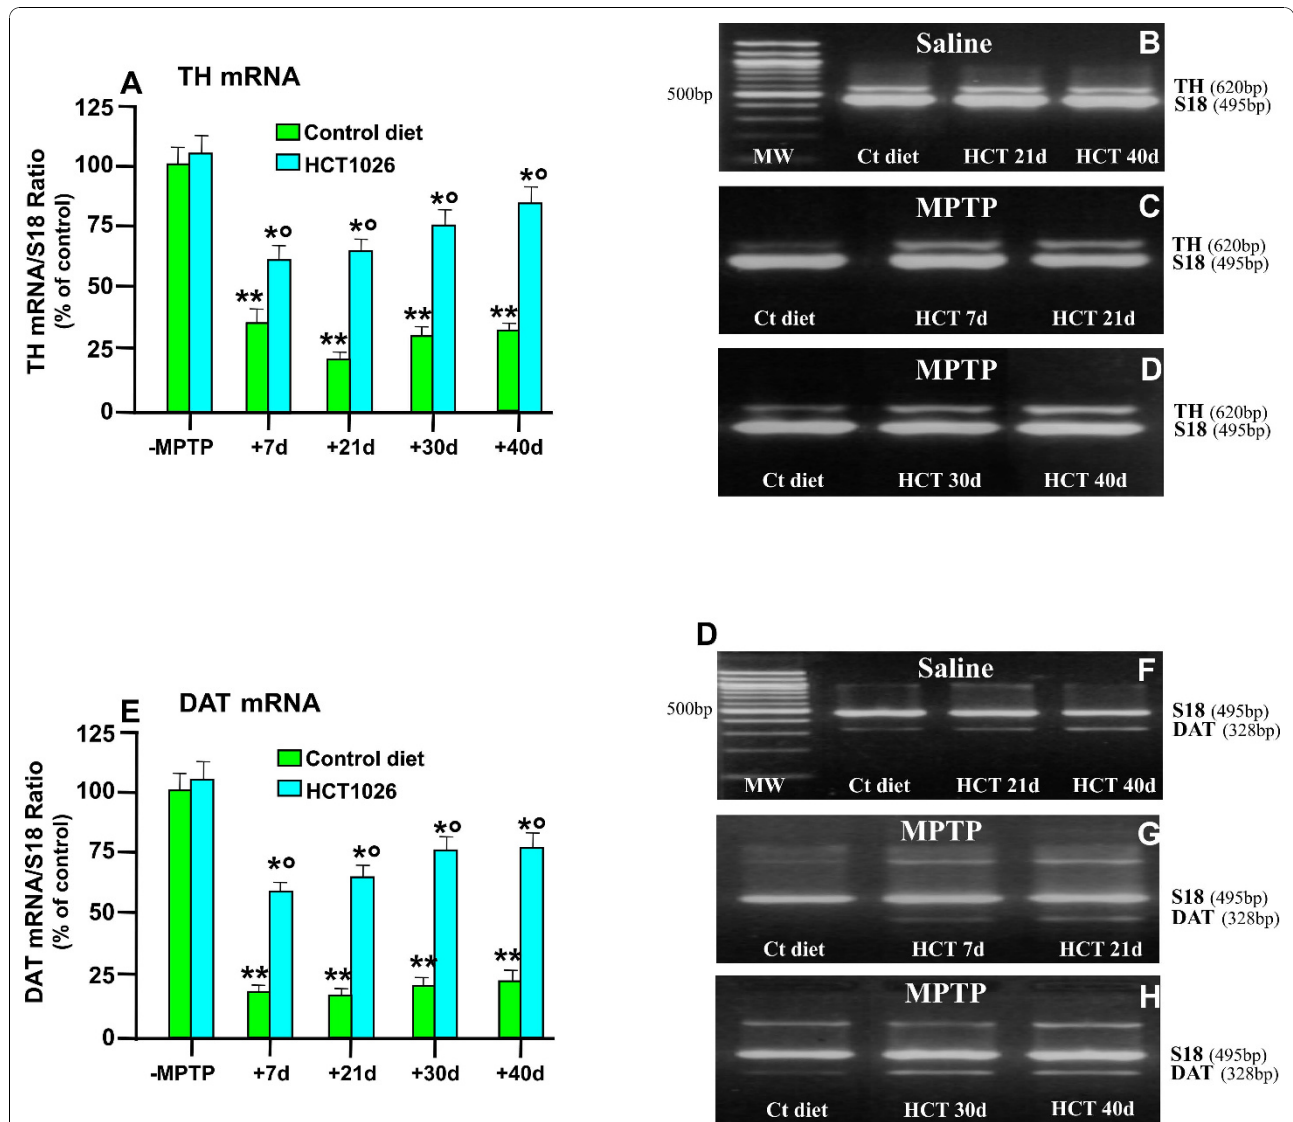 A TH mRNA
TH mRNA/S18 Ratio
(% of control)
125
100
75
50
25
0
Control diet
HCT1026
** *° ** *° ** *° ** *°
-MPTP +7d +21d +30d +40d
Saline B
500bp
TH (620bp)
S18 (495bp)
MW Ct diet HCT 21d HCT 40d
MPTP C
TH (620bp)
S18 (495bp)
Ct diet HCT 7d HCT 21d
MPTP D
TH (620bp)
S18 (495bp)
Ct diet HCT 30d HCT 40d
E DAT mRNA
DAT mRNA/S18 Ratio
(% of control)
125
100
75
50
25
0
Control diet
HCT1026
** *° ** *° ** *° ** *°
-MPTP +7d +21d +30d +40d
D
Saline F
500bp
S18 (495bp)
DAT (328bp)
MW Ct diet HCT 21d HCT 40d
MPTP G
S18 (495bp)
DAT (328bp)
Ct diet HCT 7d HCT 21d
MPTP H
S18 (495bp)
DAT (328bp)
Ct diet HCT 30d HCT 40d